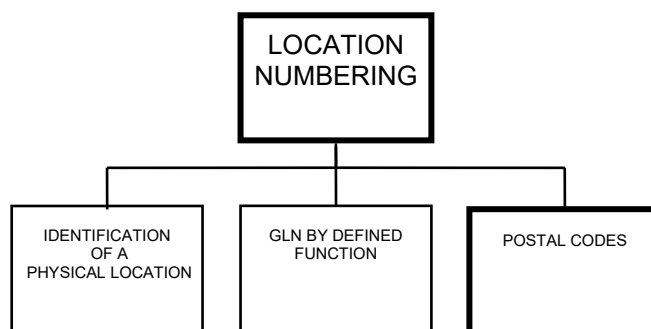 LOCATION
NUMBERING
IDENTIFICATION
OF A
PHYSICAL LOCATION
GLN BY DEFINED
FUNCTION
POSTAL CODES